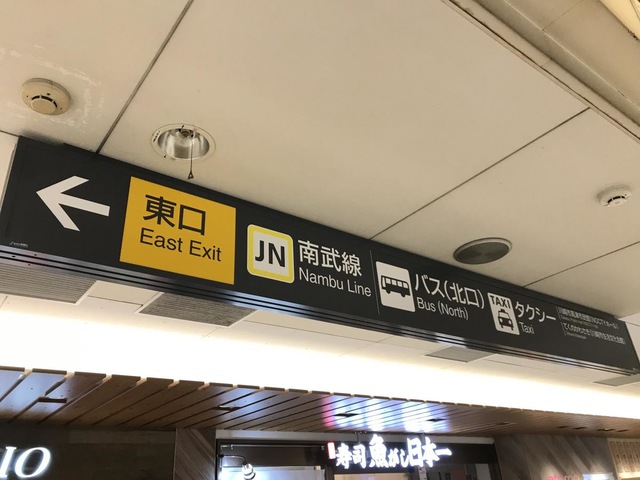 東口
East Exit
JN
南武線
Nambu Line
バス(北口)
Bus (North)
TAXI
タクシー
Taxi
IO
寿司 魚がし日本一